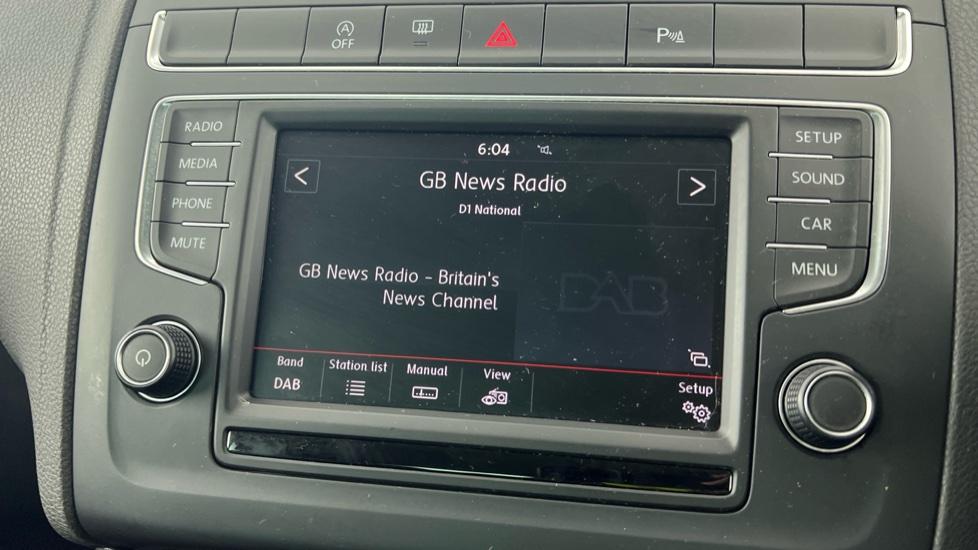 A
OFF
P
RADIO
MEDIA
PHONE
MUTE
6:04
GB News Radio
D1 National
GB News Radio - Britain's
News Channel
DAB
Band
DAB
Station list
Manual
View
Setup
SETUP
SOUND
CAR
MENU